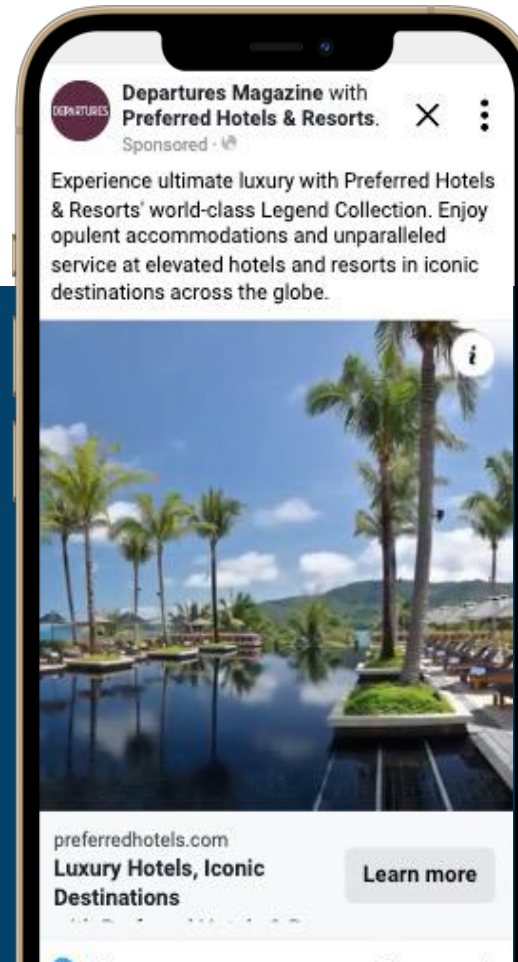 DEPARTURES
Departures Magazine with
Preferred Hotels & Resorts.
Sponsored ·
Experience ultimate luxury with Preferred Hotels
& Resorts' world-class Legend Collection. Enjoy
opulent accommodations and unparalleled
service at elevated hotels and resorts in iconic
destinations across the globe.
i
preferredhotels.com
Luxury Hotels, Iconic
Destinations
Learn more